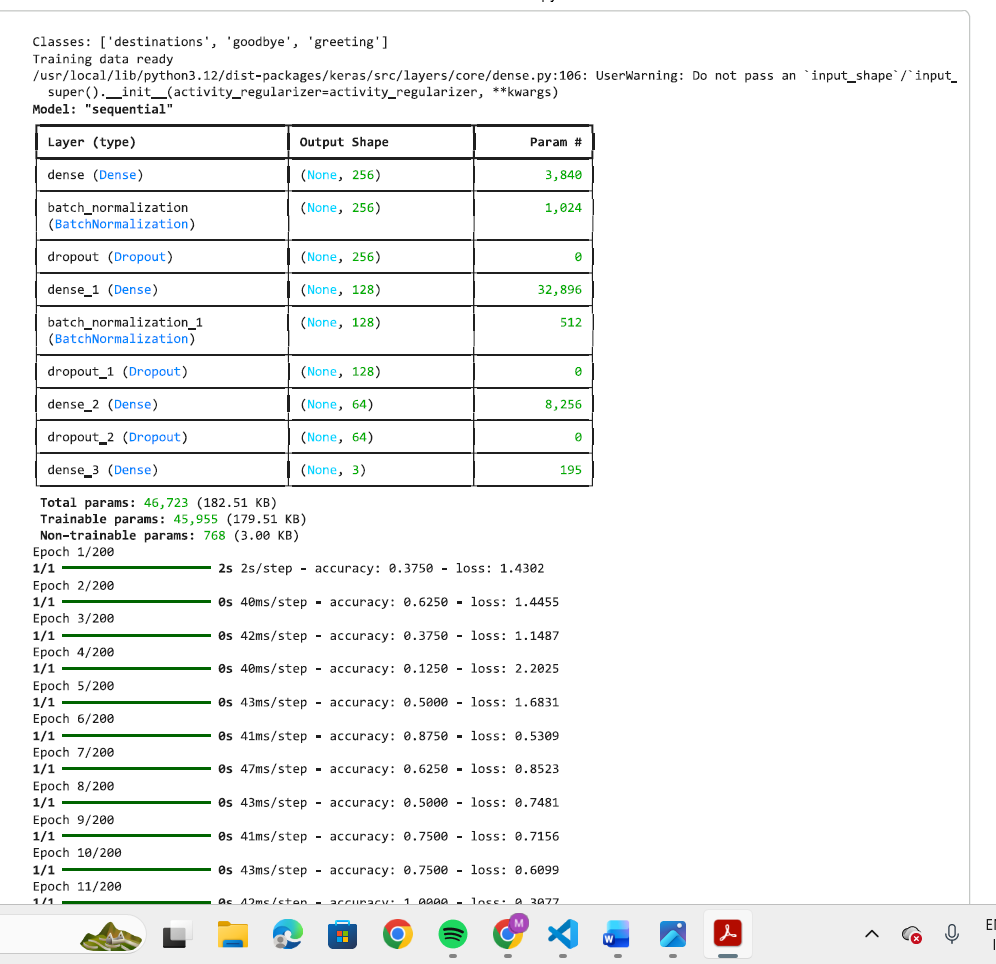 Classes: ['destinations', 'goodbye', 'greeting']
Training data ready
/usr/local/lib/python3.12/dist-packages/keras/src/layers/core/dense.py:106: UserWarning: Do not pass an `input_shape`/`input_
super().__init__(activity_regularizer=activity_regularizer, **kwargs)
Model: "sequential"
Layer (type) Output Shape Param #
dense (Dense) (None, 256) 3,840
batch_normalization (None, 256) 1,024
(BatchNormalization)
dropout (Dropout) (None, 256) 0
dense_1 (Dense) (None, 128) 32,896
batch_normalization_1 (None, 128) 512
(BatchNormalization)
dropout_1 (Dropout) (None, 128) 0
dense_2 (Dense) (None, 64) 8,256
dropout_2 (Dropout) (None, 64) 0
dense_3 (Dense) (None, 3) 195
Total params: 46,723 (182.51 KB)
Trainable params: 45,955 (179.51 KB)
Non-trainable params: 768 (3.00 KB)
Epoch 1/200
1/1 2s 2s/step - accuracy: 0.3750 - loss: 1.4302
Epoch 2/200
1/1 0s 40ms/step - accuracy: 0.6250 - loss: 1.4455
Epoch 3/200
1/1 0s 42ms/step - accuracy: 0.3750 - loss: 1.1487
Epoch 4/200
1/1 0s 40ms/step - accuracy: 0.1250 - loss: 2.2025
Epoch 5/200
1/1 0s 43ms/step - accuracy: 0.5000 - loss: 1.6831
Epoch 6/200
1/1 0s 41ms/step - accuracy: 0.8750 - loss: 0.5309
Epoch 7/200
1/1 0s 47ms/step - accuracy: 0.6250 - loss: 0.8523
Epoch 8/200
1/1 0s 43ms/step - accuracy: 0.5000 - loss: 0.7481
Epoch 9/200
1/1 0s 41ms/step - accuracy: 0.7500 - loss: 0.7156
Epoch 10/200
1/1 0s 43ms/step - accuracy: 0.7500 - loss: 0.6099
Epoch 11/200
1/1 0s 42ms/step - accuracy: 1.0000 - loss: 0.3077
M
W